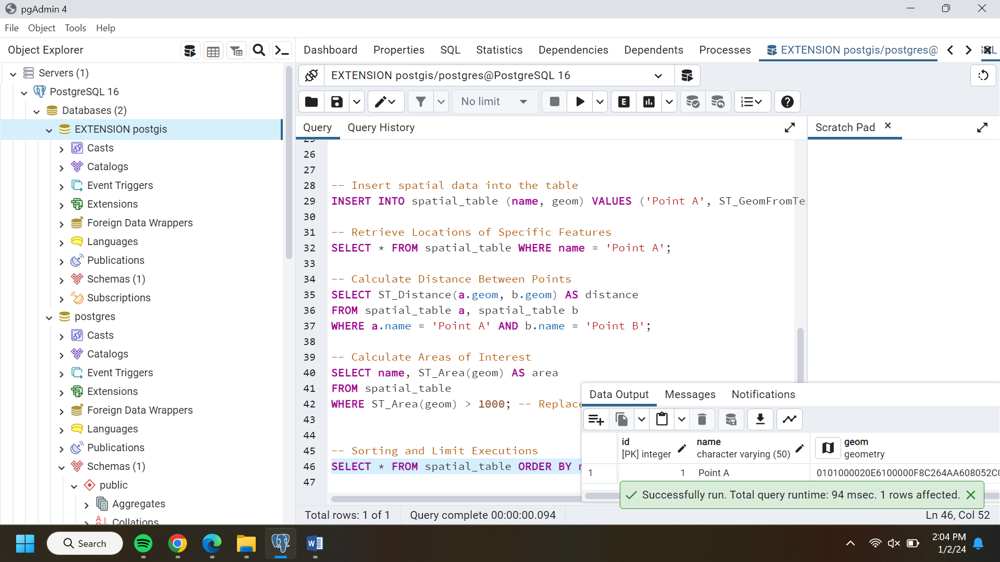 pgAdmin 4
File Object Tools Help
Object Explorer
Dashboard Properties SQL Statistics Dependencies Dependents Processes EXTENSION postgis/postgres@
Servers (1)
PostgreSQL 16
Databases (2)
EXTENSION postgis
Casts
Catalogs
Event Triggers
Extensions
Foreign Data Wrappers
Languages
Publications
Schemas (1)
Subscriptions
postgres
Casts
Catalogs
Event Triggers
Extensions
Foreign Data Wrappers
Languages
Publications
Schemas (1)
public
Aggregates
Collations
EXTENSION postgis/postgres@PostgreSQL 16
No limit
E
Query Query History
Scratch Pad
26
27
28 -- Insert spatial data into the table
29 INSERT INTO spatial_table (name, geom) VALUES ('Point A', ST_GeomFromTe
30
31 -- Retrieve Locations of Specific Features
32 SELECT * FROM spatial_table WHERE name = 'Point A';
33
34 -- Calculate Distance Between Points
35 SELECT ST_Distance(a.geom, b.geom) AS distance
36 FROM spatial_table a, spatial_table b
37 WHERE a.name = 'Point A' AND b.name = 'Point B';
38
39 -- Calculate Areas of Interest
40 SELECT name, ST_Area(geom) AS area
41 FROM spatial_table
42 WHERE ST_Area(geom) > 1000; -- Replace
43
44
45 -- Sorting and Limit Executions
46 SELECT * FROM spatial_table ORDER BY
47
Data Output Messages Notifications
id
[PK] integer
name
character varying (50)
geom
geometry
1 1 Point A 0101000020E6100000F8C264AA608052C0
Successfully run. Total query runtime: 94 msec. 1 rows affected.
Total rows: 1 of 1 Query complete 00:00:00.094 Ln 46, Col 52
Search
2:04 PM
1/2/24